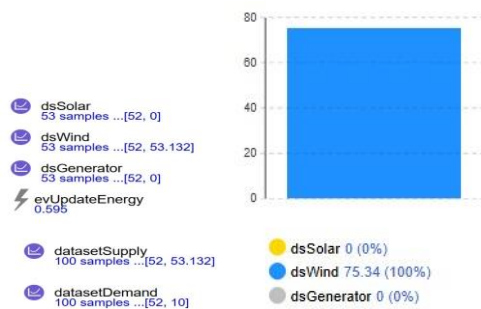 80
60
40
20
0
dsSolar
53 samples ...[52, 0]
dsWind
53 samples ...[52, 53.132]
dsGenerator
53 samples ...[52, 0]
evUpdateEnergy
0.595
datasetSupply
100 samples ...[52, 53.132]
datasetDemand
100 samples ...[52, 10]
dsSolar 0 (0%)
dsWind 75.34 (100%)
dsGenerator 0 (0%)